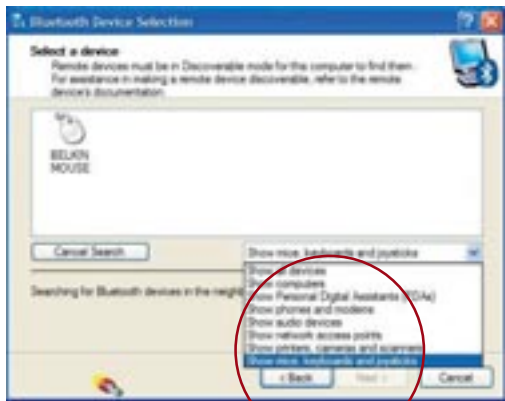 Bluetooth Device Selection
Select a device
Remote devices must be in Discoverable mode for this computer to find them.
For assistance in making a remote device discoverable, refer to the remote
device's documentation.
BELKIN
MOUSE
Cancel Search
Show mice, keyboards and joysticks
Show all devices
Show computers
Show Personal Digital Assistants (PDAs)
Show phones and modems
Show audio devices
Show network access points
Show printers, cameras and scanners
Show mice, keyboards and joysticks
Searching for Bluetooth devices in the neighb
< Back
Next >
Cancel